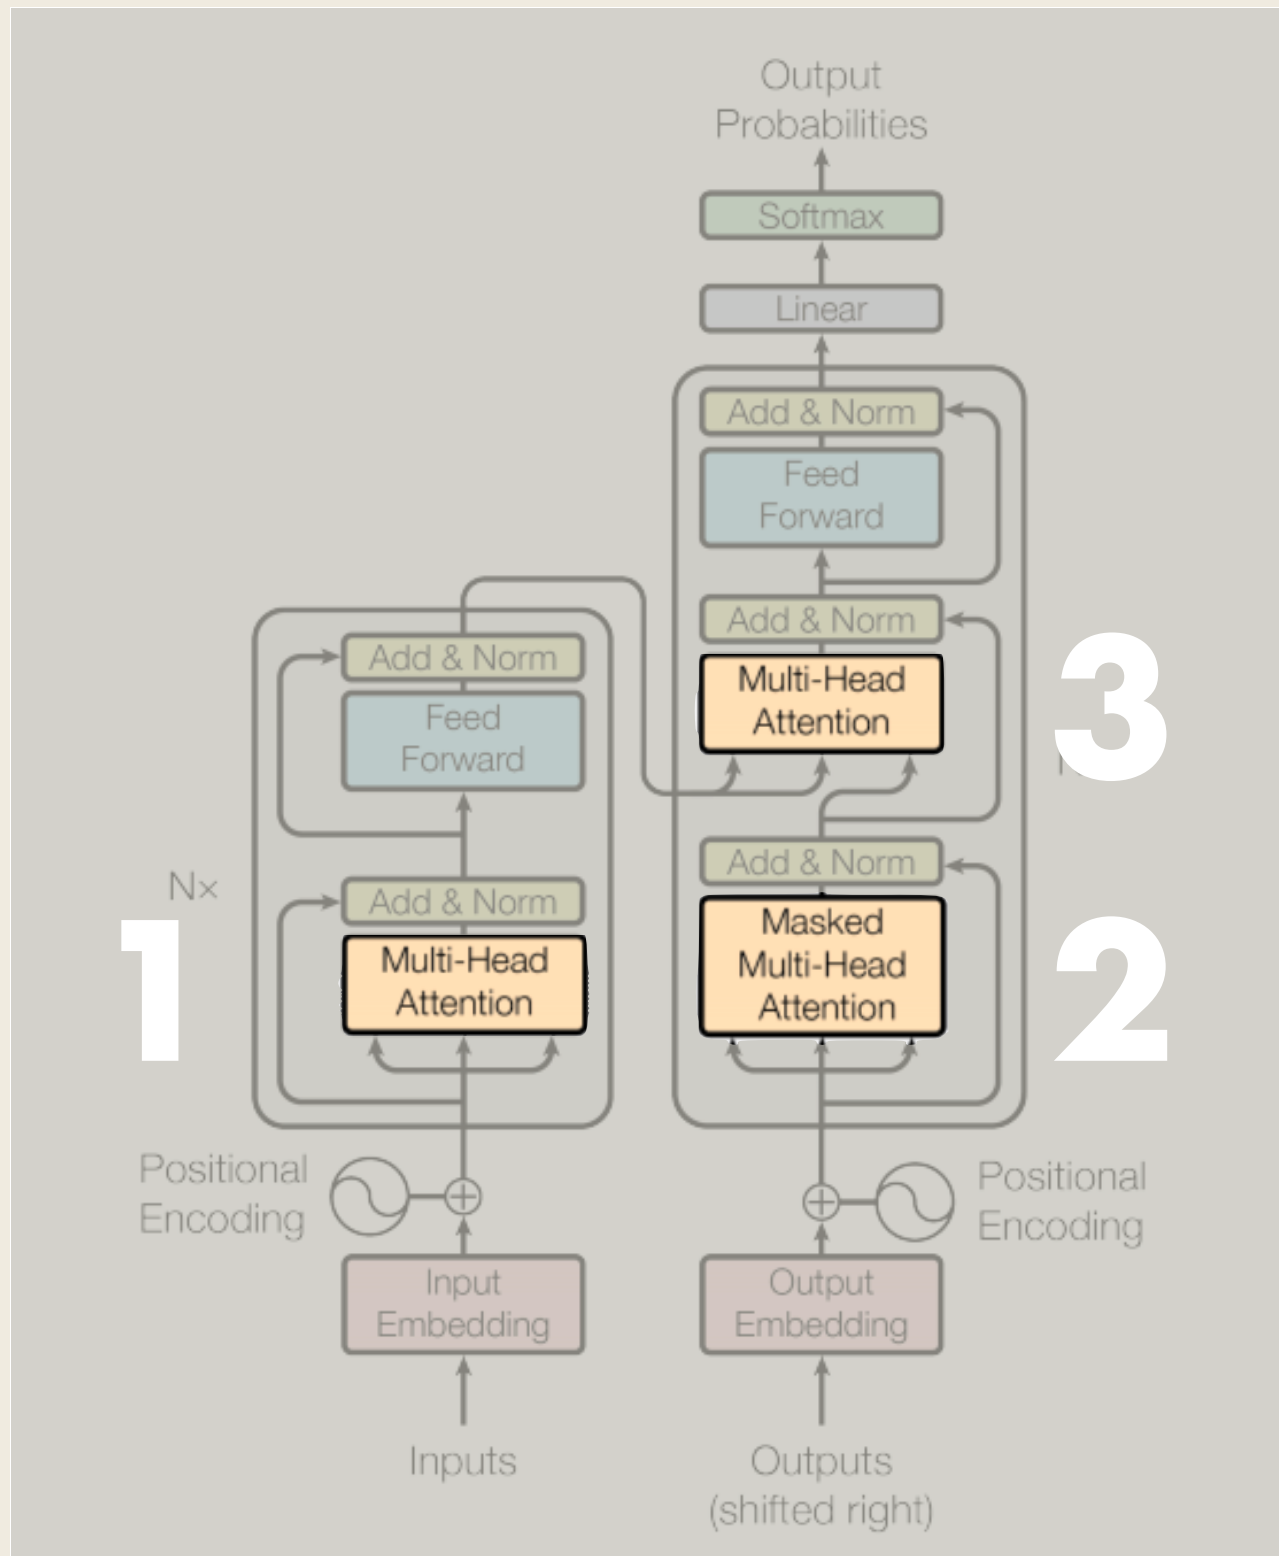 Output
Probabilities
Softmax
Linear
Add & Norm
Feed
Forward
Add & Norm
Multi-Head
Attention
3
Add & Norm
Masked
Multi-Head
Attention
2
Add & Norm
Feed
Forward
N×
Add & Norm
1
Multi-Head
Attention
Positional
Encoding
Positional
Encoding
Input
Embedding
Output
Embedding
Inputs
Outputs
(shifted right)